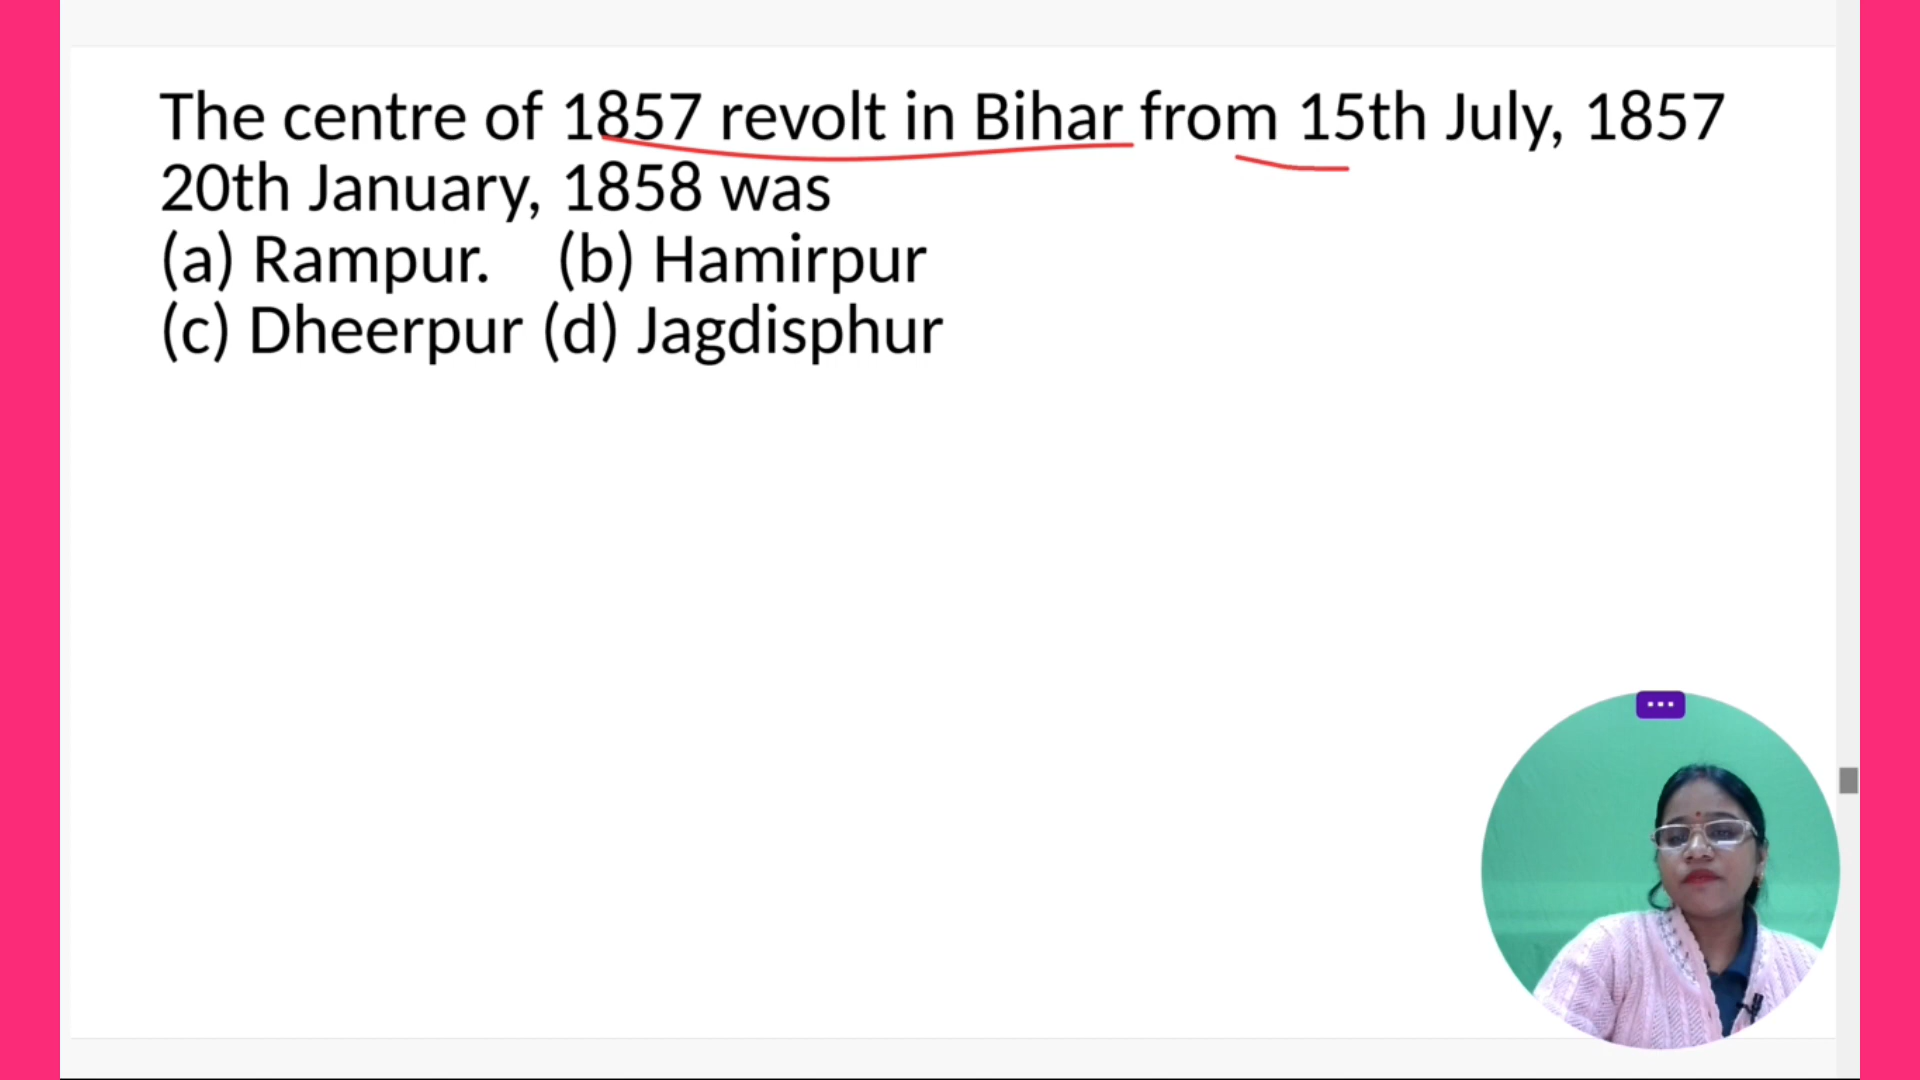 The centre of 1857 revolt in Bihar from 15th July, 1857
20th January, 1858 was
(a) Rampur. (b) Hamirpur
(c) Dheerpur (d) Jagdisphur